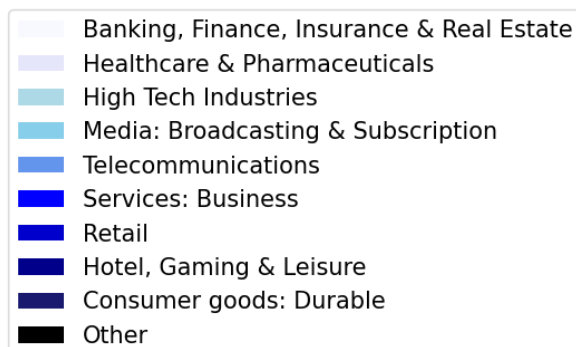 Banking, Finance, Insurance & Real Estate
Healthcare & Pharmaceuticals
High Tech Industries
Media: Broadcasting & Subscription
Telecommunications
Services: Business
Retail
Hotel, Gaming & Leisure
Consumer goods: Durable
Other